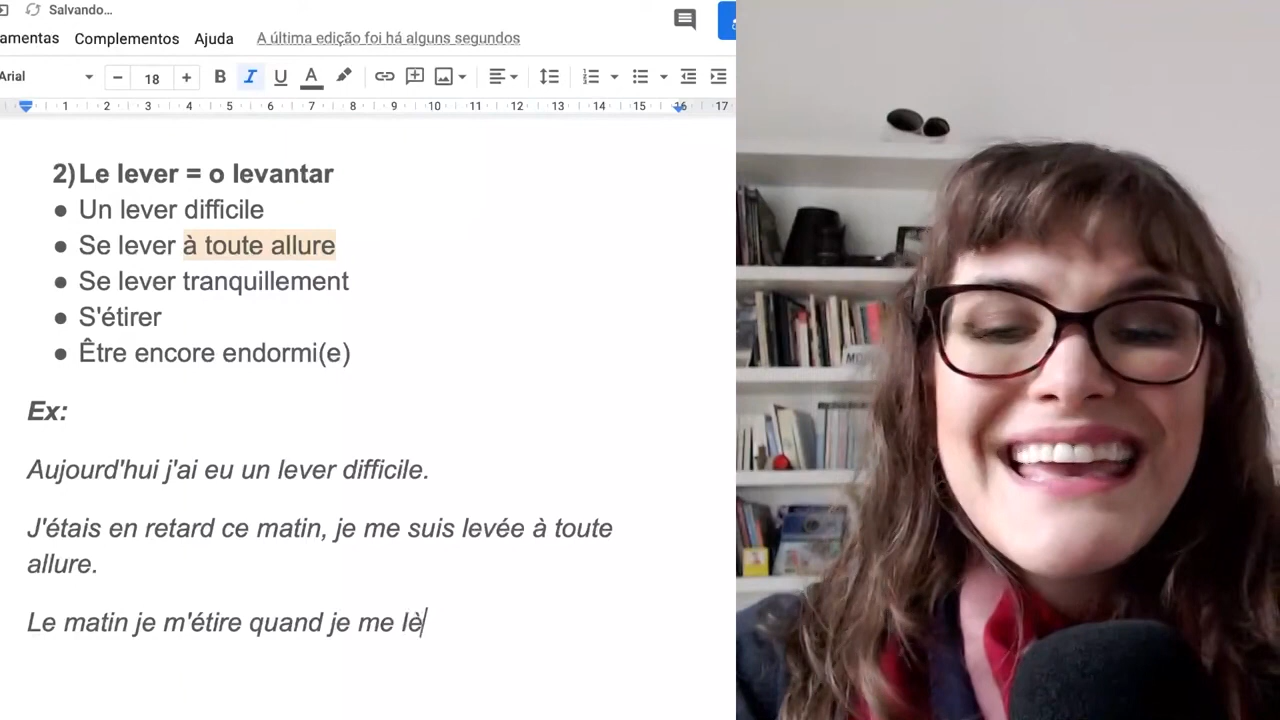 Salvando…
amentas Complementos Ajuda A última edição foi há alguns segundos
Arial 18 B I U A
1 2 3 4 5 6 7 8 9 10 11 12 13 14 15 16 17
2) Le lever = o levantar
● Un lever difficile
● Se lever à toute allure
● Se lever tranquillement
● S'étirer
● Être encore endormi(e)
Ex:
Aujourd'hui j'ai eu un lever difficile.
J'étais en retard ce matin, je me suis levée à toute
allure.
Le matin je m'étire quand je me lè